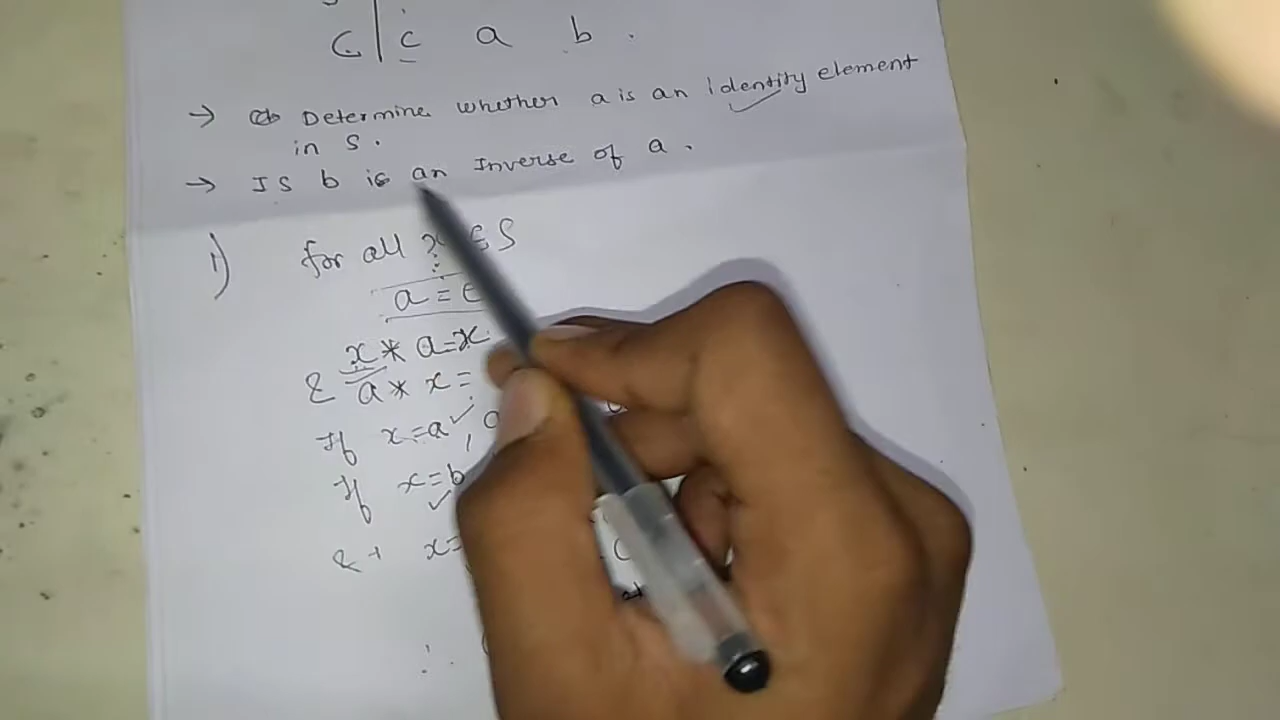 C | c a b .
→ Determine whether a is an identity element
in S .
→ IS b is an Inverse of a .
1) for all x ∈ S
a = e
x * a = x
& a * x =
If x = a ✓ ,
If x = b
✓
& x =
∴